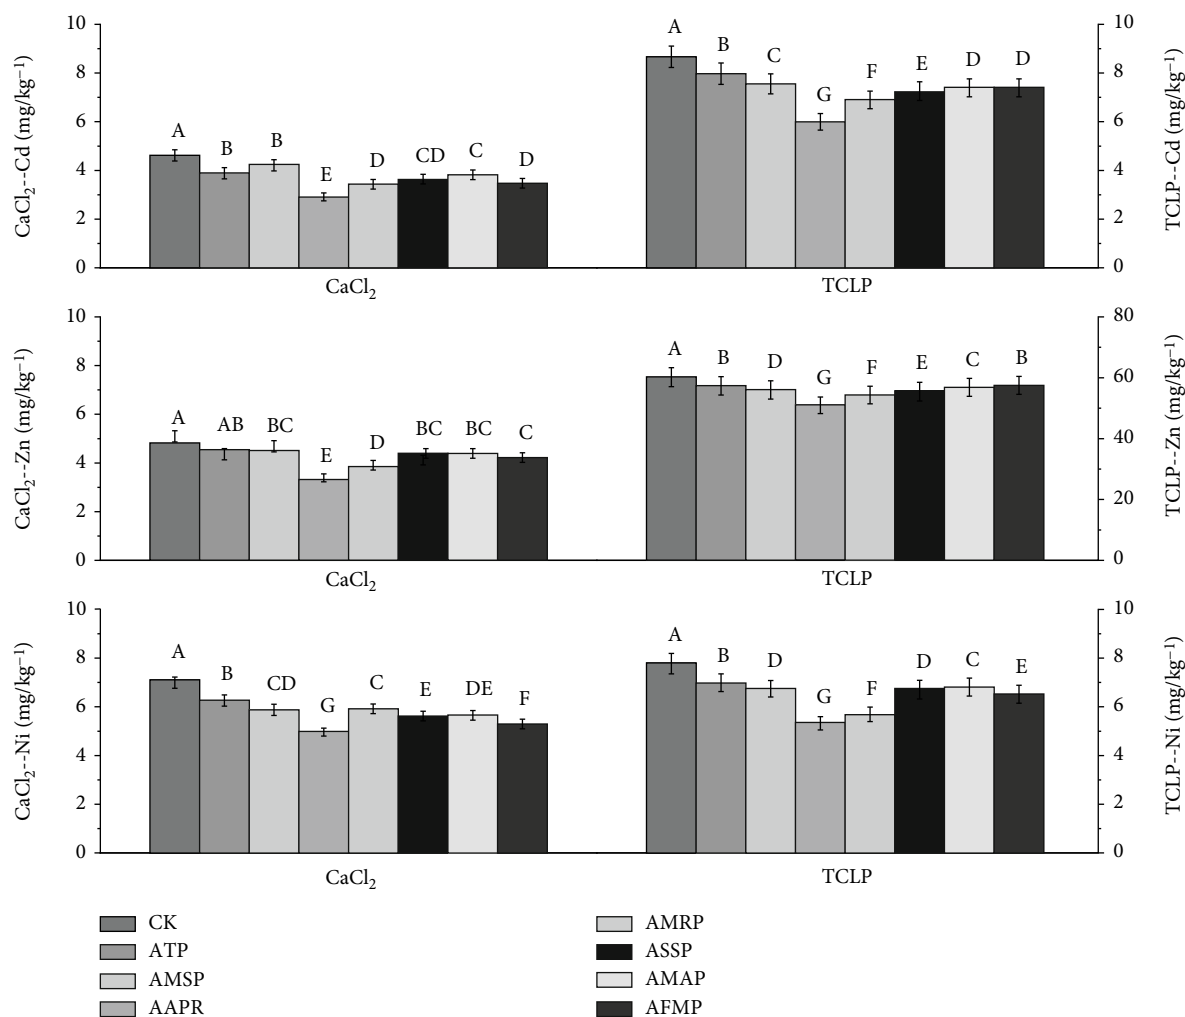 10 10
A
A B C D D
8 F E 8
G
6 6
A
B B CD C
4 D D 4
E
2 2
0 0
CaCl₂--Cd (mg/kg⁻¹)
TCLP--Cd (mg/kg⁻¹)
CaCl₂ TCLP
10 80
A B D G F E C B
8
60
6
A AB BC E D BC BC C
40
4
20
2
0 0
CaCl₂--Zn (mg/kg⁻¹)
TCLP--Zn (mg/kg⁻¹)
CaCl₂ TCLP
10 10
A B CD G C E DE F
A B D G F D C E
8 8
6 6
4 4
2 2
0 0
CaCl₂--Ni (mg/kg⁻¹)
TCLP--Ni (mg/kg⁻¹)
CaCl₂ TCLP
CK
ATP
AMSP
AAPR
AMRP
ASSP
AMAP
AFMP